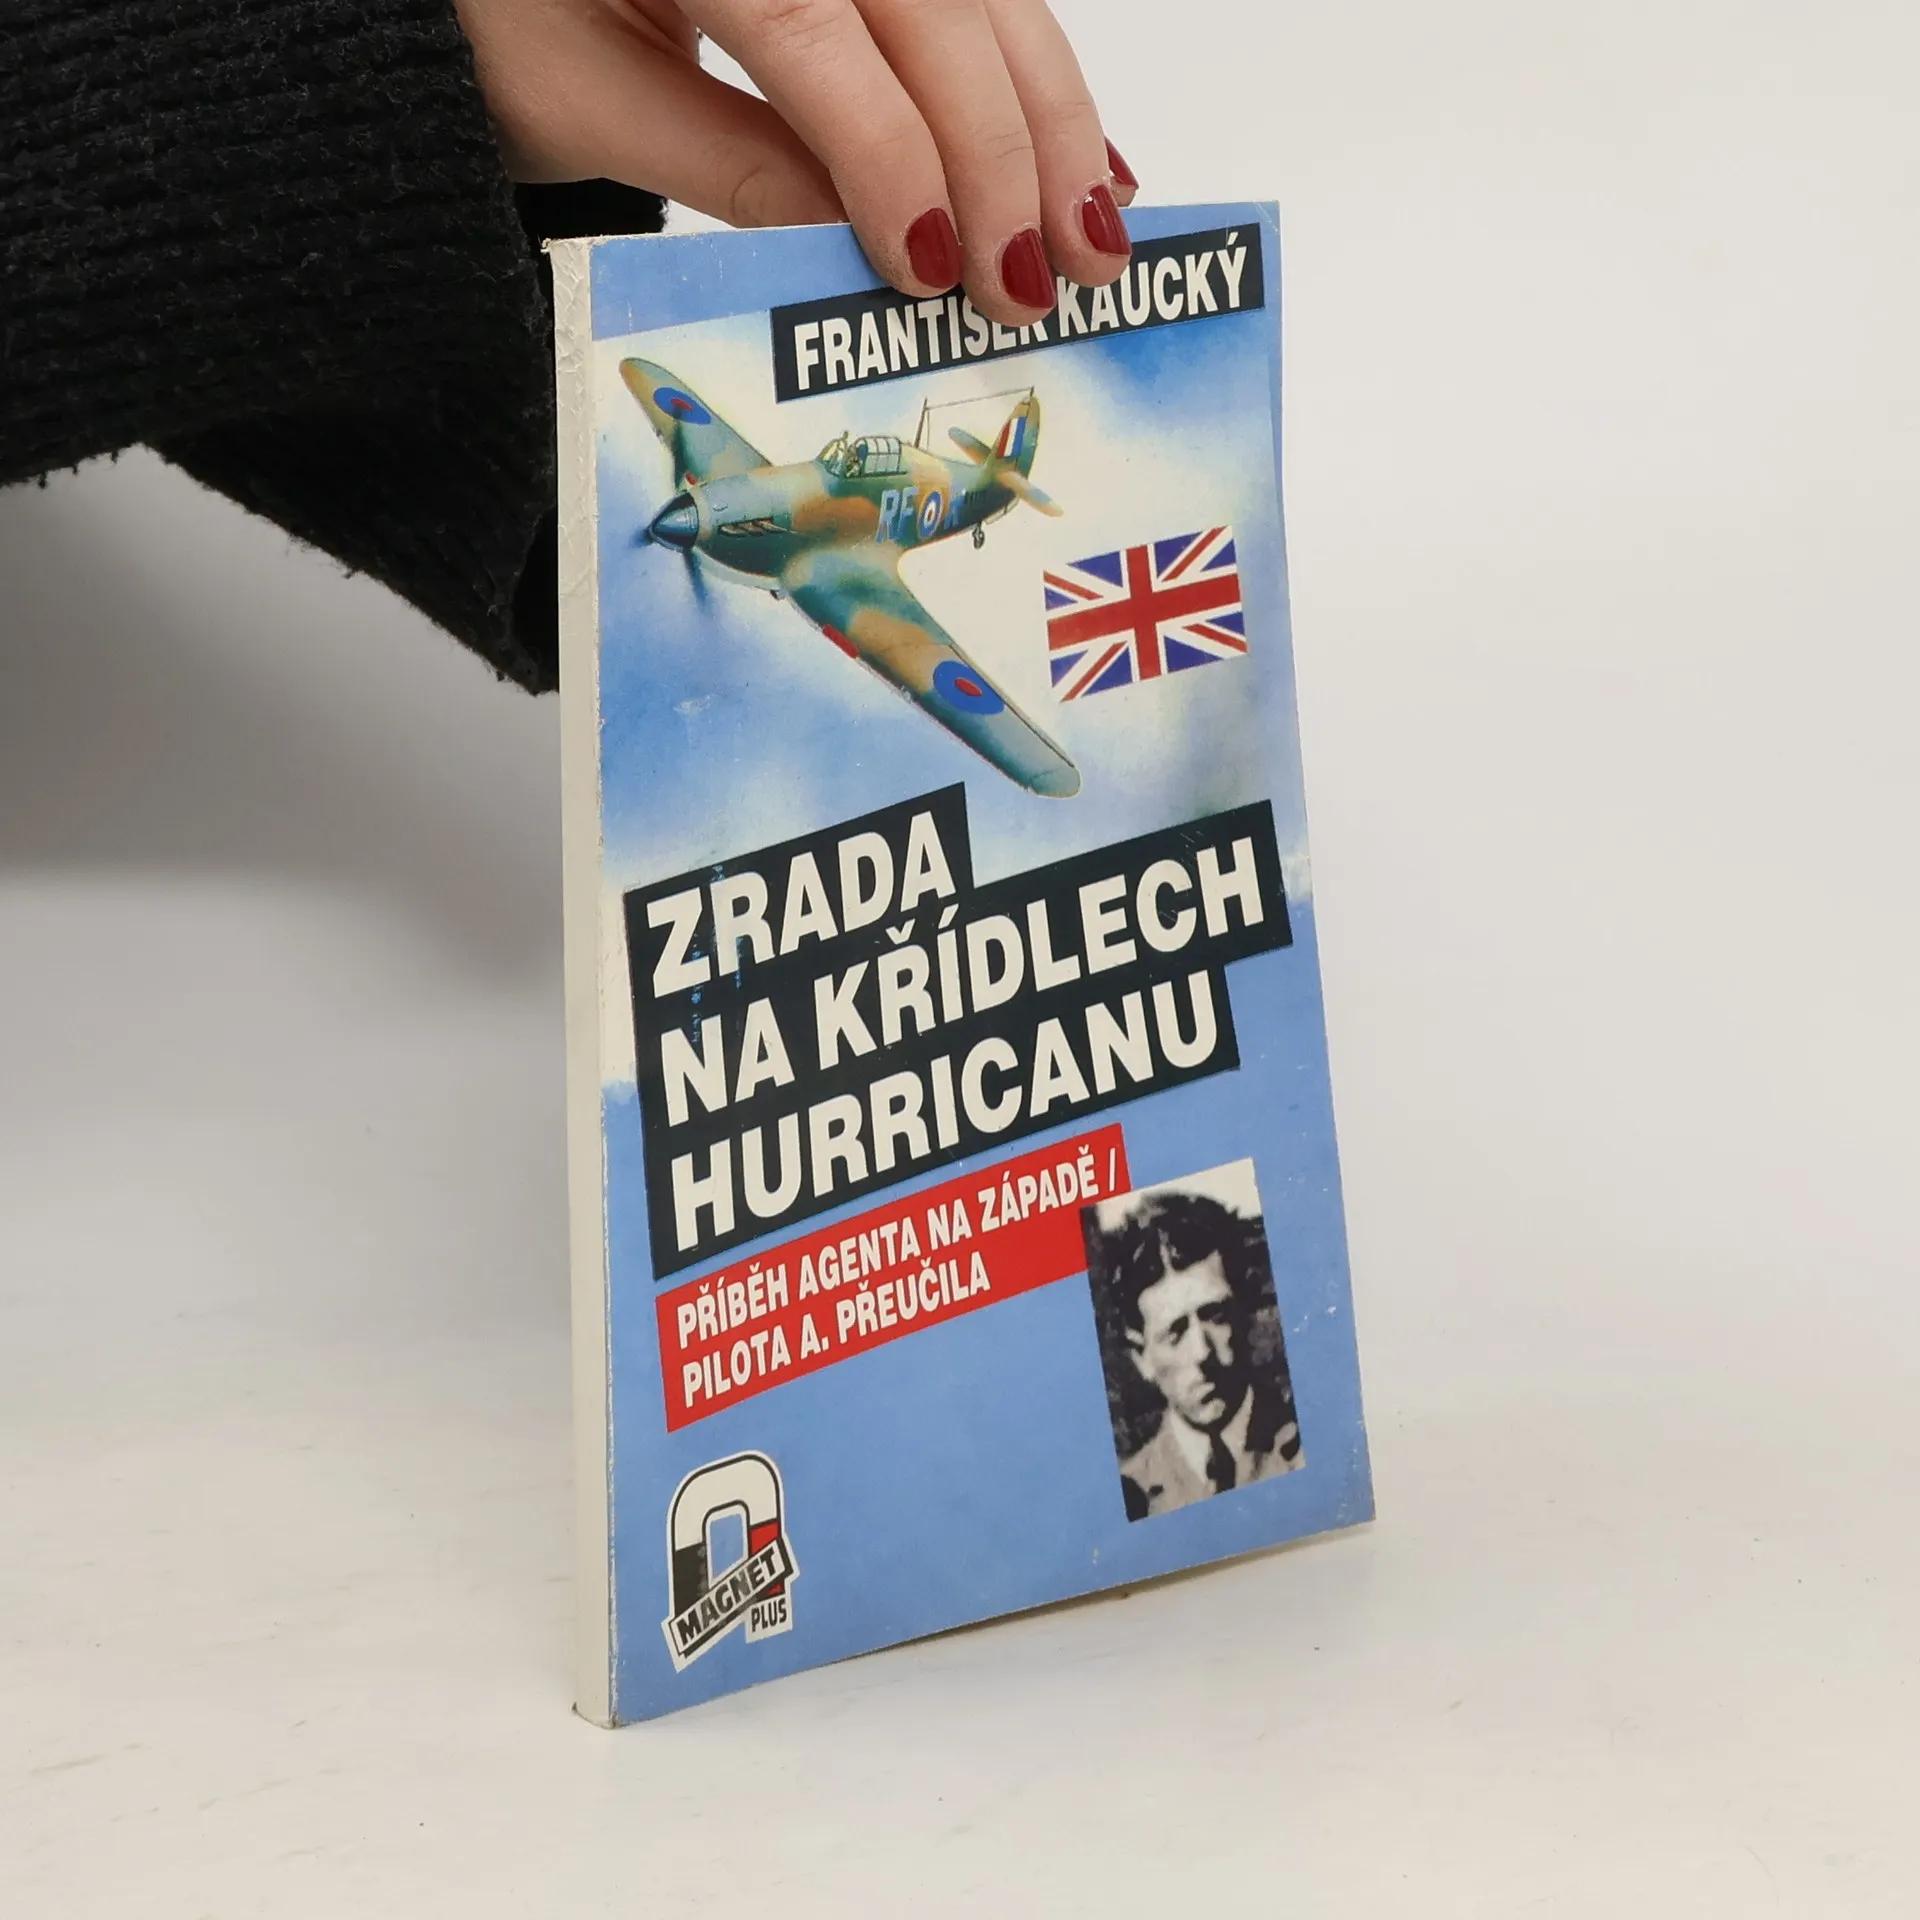 FRANTIŠEK KAUCKÝ
RF
ZRADA
NA KŘÍDLECH
HURRICANU
PŘÍBĚH AGENTA NA ZÁPADĚ /
PILOTA A. PŘEUČILA
MAGNET
PLUS